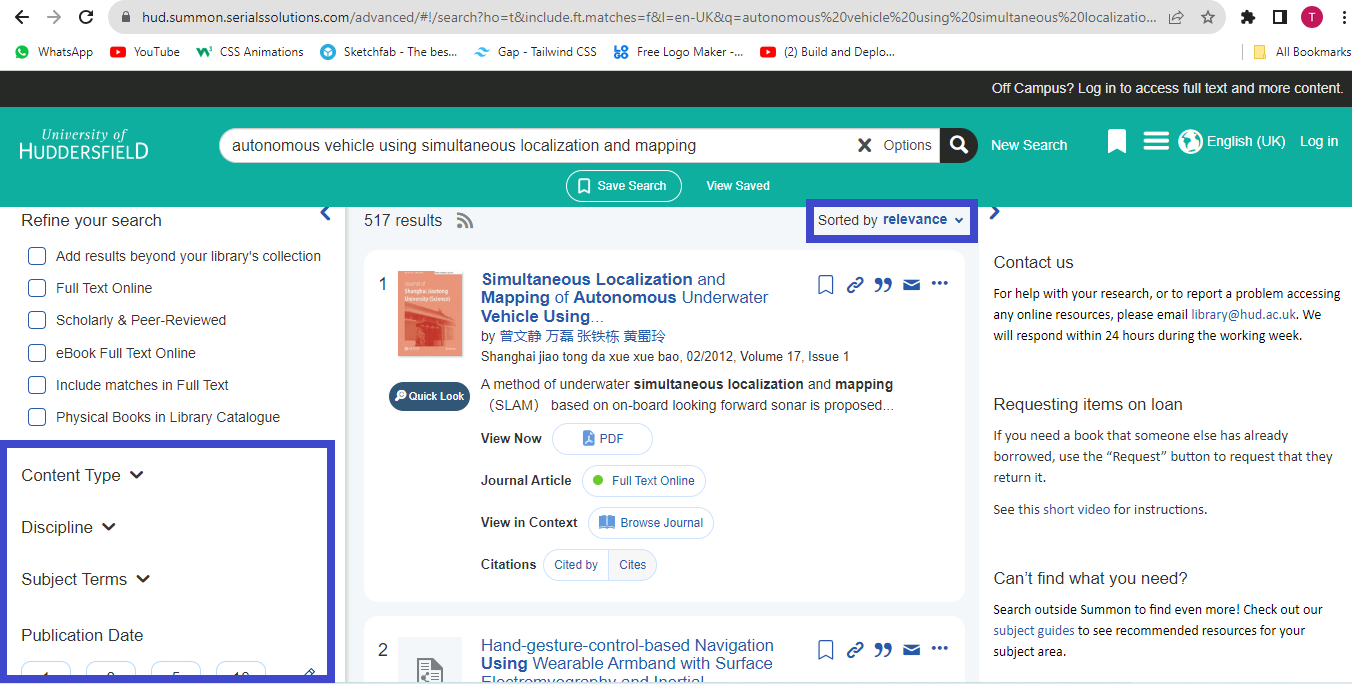 hud.summon.serialssolutions.com/advanced/#!/search?ho=t&include.ft.matches=f&l=en-UK&q=autonomous%20vehicle%20using%20simultaneous%20localizatio...
T
WhatsApp YouTube CSS Animations Sketchfab - The bes... Gap - Tailwind CSS Free Logo Maker -... (2) Build and Deplo... All Bookmarks
Off Campus? Log in to access full text and more content.
University of
HUDDERSFIELD
autonomous vehicle using simultaneous localization and mapping Options New Search English (UK) Log in
Save Search View Saved
Refine your search
Add results beyond your library's collection
Full Text Online
Scholarly & Peer-Reviewed
eBook Full Text Online
Include matches in Full Text
Physical Books in Library Catalogue
Content Type
Discipline
Subject Terms
Publication Date
517 results Sorted by relevance
1
Journal of
Shanghai Jiaotong
University (Science)
Simultaneous Localization and
Mapping of Autonomous Underwater
Vehicle Using...
by 曾文静 万磊 张铁栋 黄蜀玲
Shanghai jiao tong da xue xue bao, 02/2012, Volume 17, Issue 1
Quick Look
A method of underwater simultaneous localization and mapping
（SLAM） based on on-board looking forward sonar is proposed...
View Now PDF
Journal Article Full Text Online
View in Context Browse Journal
Citations Cited by Cites
2
Hand-gesture-control-based Navigation
Using Wearable Armband with Surface
Electromyography and Inertial
Contact us
For help with your research, or to report a problem accessing
any online resources, please email library@hud.ac.uk. We
will respond within 24 hours during the working week.
Requesting items on loan
If you need a book that someone else has already
borrowed, use the “Request” button to request that they
return it.
See this short video for instructions.
Can’t find what you need?
Search outside Summon to find even more! Check out our
subject guides to see recommended resources for your
subject area.